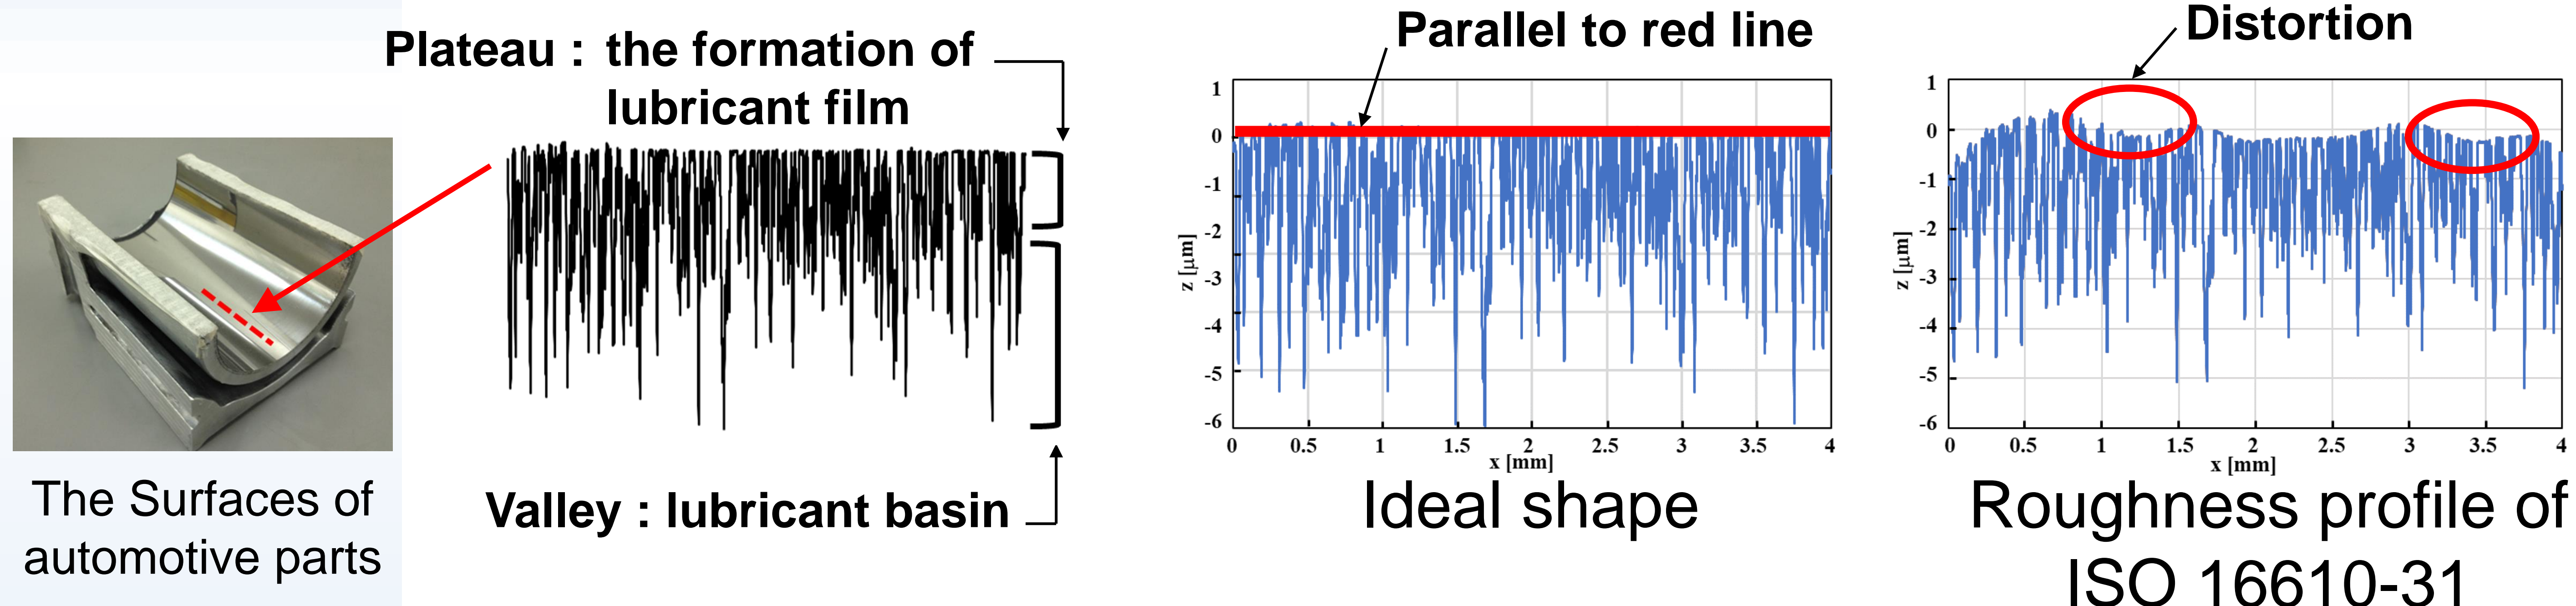 Plateau : the formation of
lubricant film
The Surfaces of
automotive parts
Valley : lubricant basin
Parallel to red line
1
0
-1
-2
-3
-4
-5
-6
z [μm]
0 0.5 1 1.5 2 2.5 3 3.5 4
x [mm]
Ideal shape
Distortion
1
0
-1
-2
-3
-4
-5
-6
z [μm]
0 0.5 1 1.5 2 2.5 3 3.5 4
x [mm]
Roughness profile of
ISO 16610-31